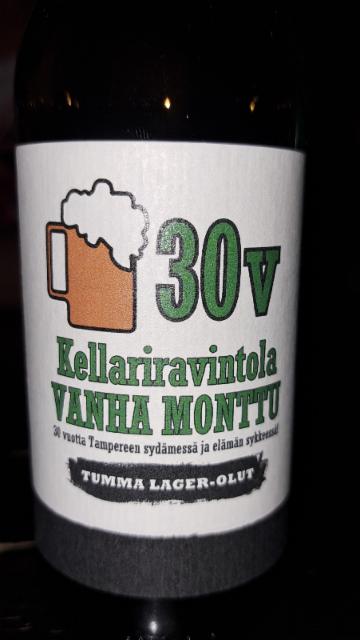 30v
Kellariravintola
VANHA MONTTU
30 vuotta Tampereen sydämessä ja elämän sykkeessä!
TUMMA LAGER-OLUT